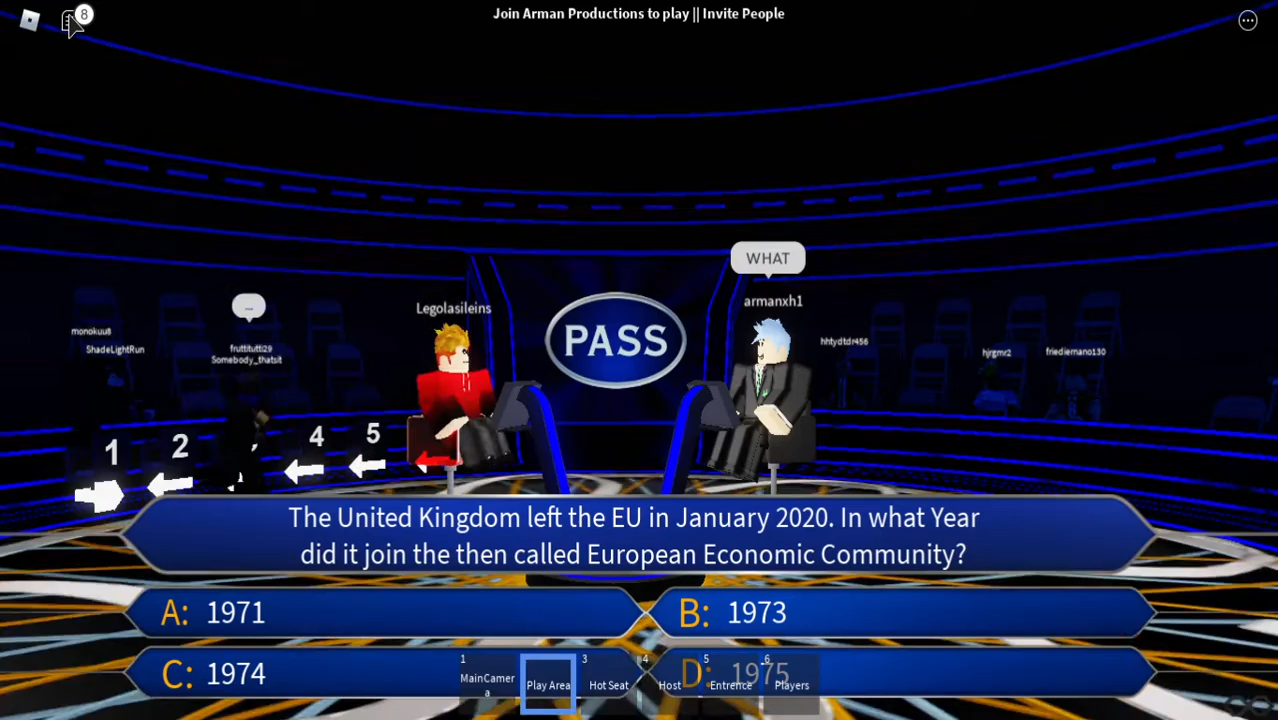 8
Join Arman Productions to play || Invite People
WHAT
...
Legolasileins
armanxh1
monokuu8
ShadeLightRun
fruttitutti29
Somebody_thatsit
PASS
hhtydtdr456
hjrgmr2
friediernano130
1
2
4
5
The United Kingdom left the EU in January 2020. In what Year
did it join the then called European Economic Community?
A: 1971
B: 1973
C: 1974
D: 1975
1
MainCamer
a
Play Area
3
Hot Seat
4
Host
5
Entrence
6
Players